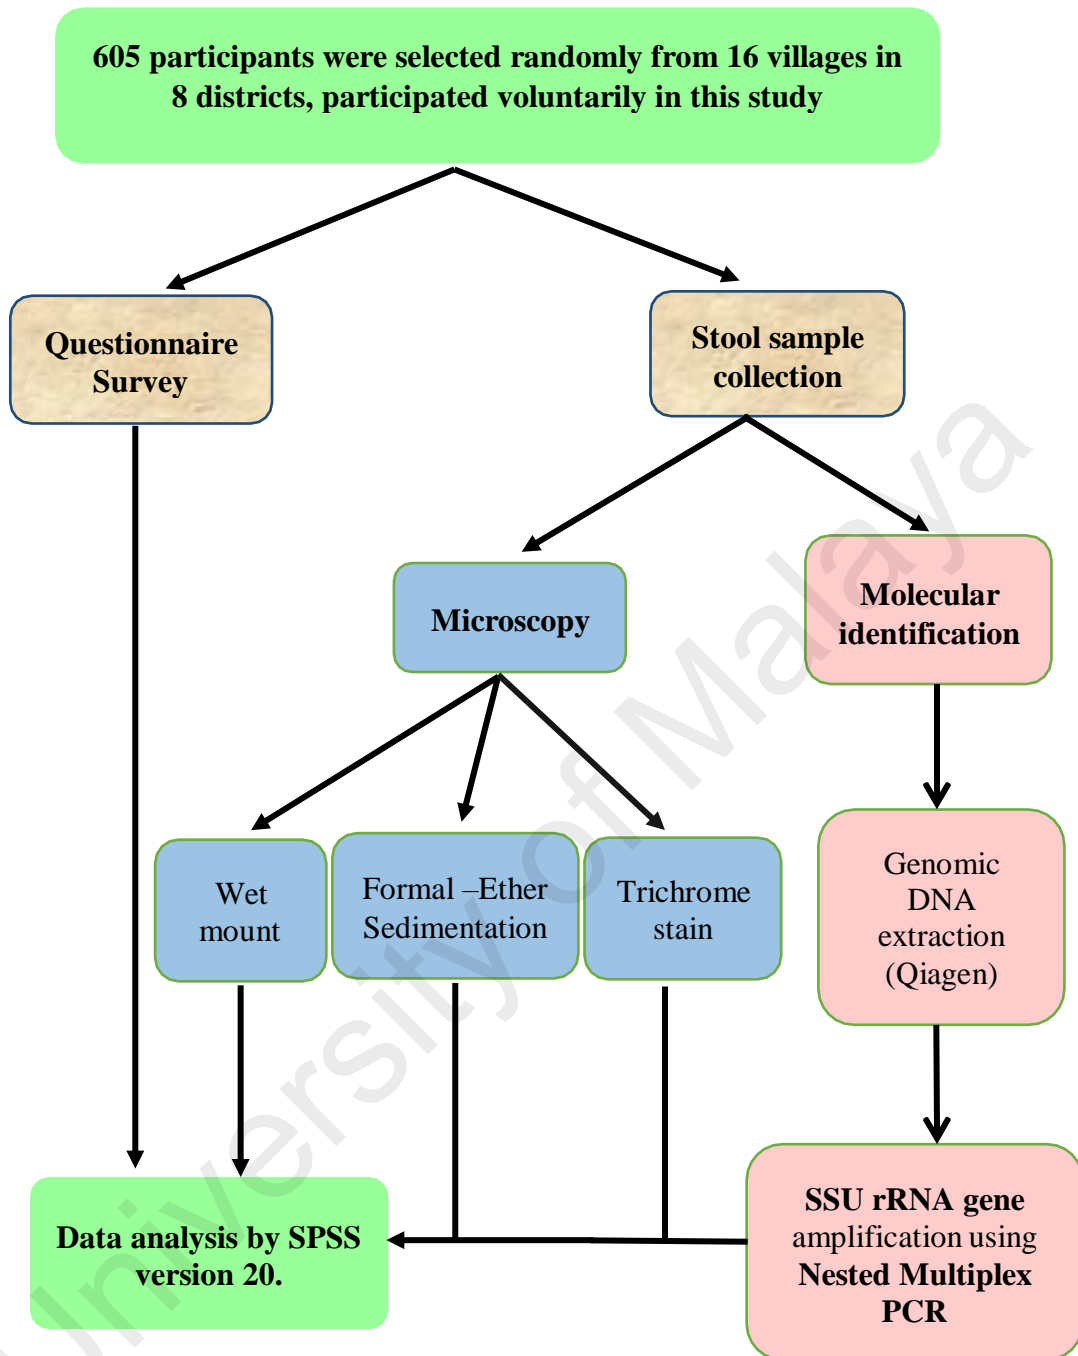 605 participants were selected randomly from 16 villages in
8 districts, participated voluntarily in this study
Questionnaire
Survey
Stool sample
collection
Microscopy
Molecular
identification
Wet
mount
Formal –Ether
Sedimentation
Trichrome
stain
Genomic
DNA
extraction
(Qiagen)
Data analysis by SPSS
version 20.
SSU rRNA gene
amplification using
Nested Multiplex
PCR
University of Malaya